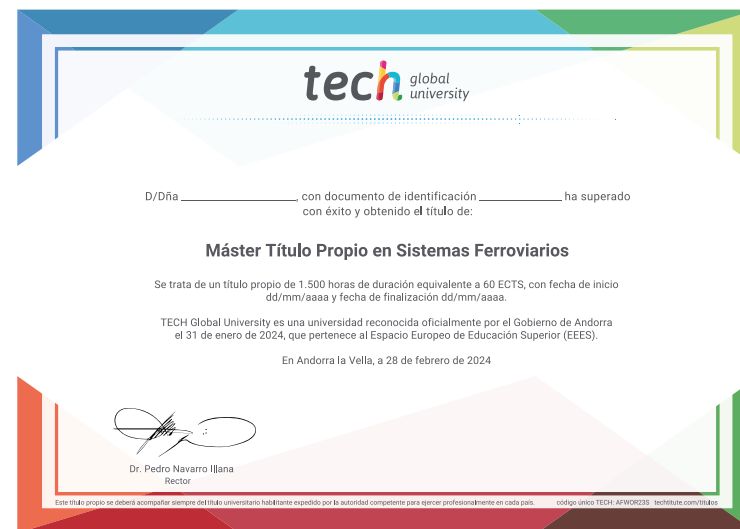 tech global university
D/Dña ____________, con documento de identificación ____________ ha superado
con éxito y obtenido el título de:
Máster Título Propio en Sistemas Ferroviarios
Se trata de un título propio de 1.500 horas de duración equivalente a 60 ECTS, con fecha de inicio
dd/mm/aaaa y fecha de finalización dd/mm/aaaa.
TECH Global University es una universidad reconocida oficialmente por el Gobierno de Andorra
el 31 de enero de 2024, que pertenece al Espacio Europeo de Educación Superior (EEES).
En Andorra la Vella, a 28 de febrero de 2024
Dr. Pedro Navarro Illana
Rector
Este título propio se deberá acompañar siempre del título universitario habilitante expedido por la autoridad competente para ejercer profesionalmente en cada país. código único TECH: AFWOR23S techtitute.com/titulos